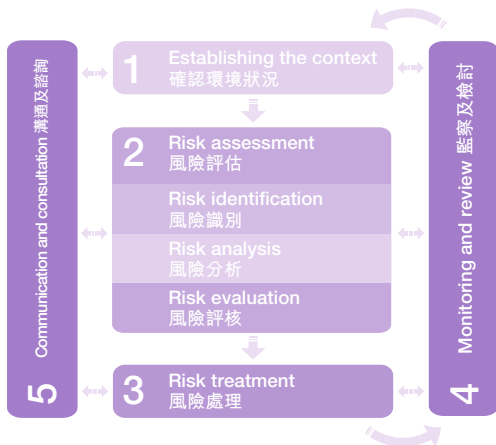 1
Establishing the context
確認環境狀況
2
Risk assessment
風險評估
Risk identification
風險識別
Risk analysis
風險分析
Risk evaluation
風險評核
3
Risk treatment
風險處理
4
Monitoring and review 監察及檢討
5
Communication and consultation 溝通及諮詢